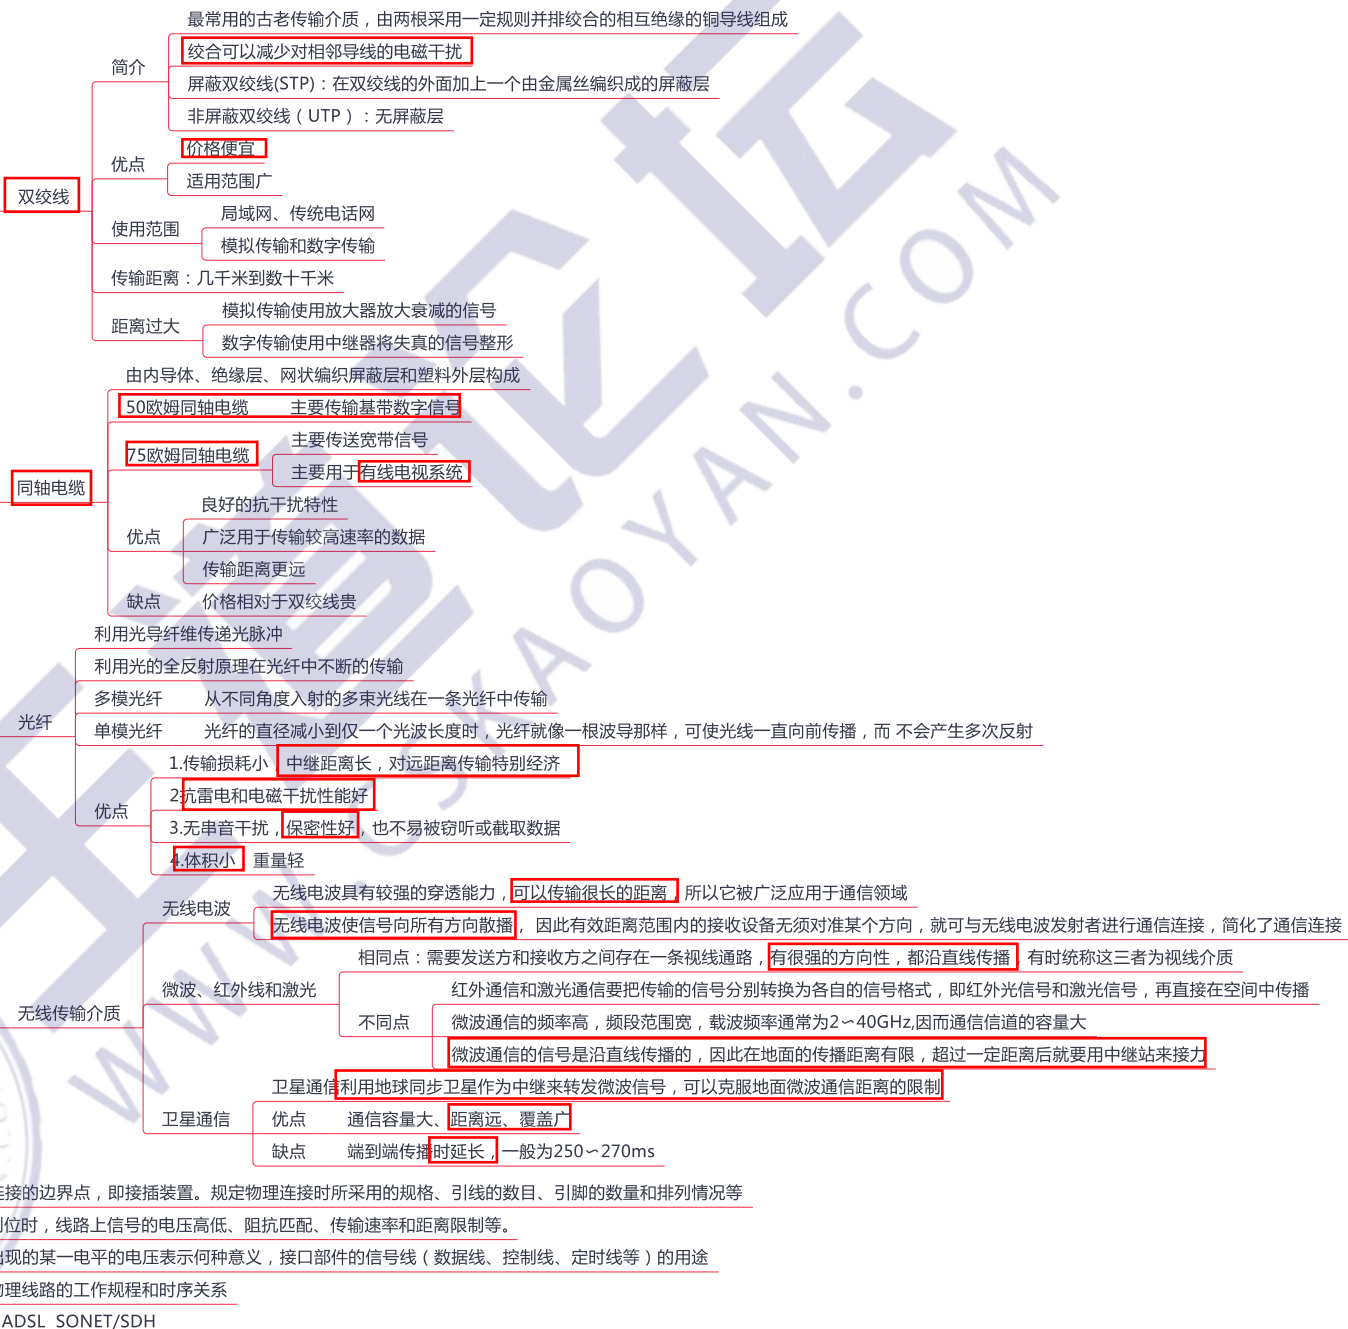 最常用的古老传输介质，由两根采用一定规则并排绞合的相互绝缘的铜导线组成
绞合可以减少对相邻导线的电磁干扰
简介
屏蔽双绞线(STP)：在双绞线的外面加上一个由金属丝编织成的屏蔽层
非屏蔽双绞线（UTP）：无屏蔽层
价格便宜
优点
适用范围广
双绞线
局域网、传统电话网
使用范围
模拟传输和数字传输
传输距离：几千米到数十千米
模拟传输使用放大器放大衰减的信号
距离过大
数字传输使用中继器将失真的信号整形
由内导体、绝缘层、网状编织屏蔽层和塑料外层构成
50欧姆同轴电缆 主要传输基带数字信号
主要传送宽带信号
75欧姆同轴电缆
主要用于有线电视系统
同轴电缆
良好的抗干扰特性
优点
广泛用于传输较高速率的数据
传输距离更远
缺点 价格相对于双绞线贵
利用光导纤维传递光脉冲
利用光的全反射原理在光纤中不断的传输
多模光纤 从不同角度入射的多束光线在一条光纤中传输
光纤
单模光纤 光纤的直径减小到仅一个光波长度时，光纤就像一根波导那样，可使光线一直向前传播，而 不会产生多次反射
1.传输损耗小，中继距离长，对远距离传输特别经济
2抗雷电和电磁干扰性能好
优点
3.无串音干扰，保密性好，也不易被窃听或截取数据
4.体积小，重量轻
无线电波具有较强的穿透能力，可以传输很长的距离，所以它被广泛应用于通信领域
无线电波
无线电波使信号向所有方向散播，因此有效距离范围内的接收设备无须对准某个方向，就可与无线电波发射者进行通信连接，简化了通信连接
相同点：需要发送方和接收方之间存在一条视线通路，有很强的方向性，都沿直线传播，有时统称这三者为视线介质
微波、红外线和激光
红外通信和激光通信要把传输的信号分别转换为各自的信号格式，即红外光信号和激光信号，再直接在空间中传播
无线传输介质
不同点
微波通信的频率高，频段范围宽，载波频率通常为2∽40GHz,因而通信信道的容量大
微波通信的信号是沿直线传播的，因此在地面的传播距离有限，超过一定距离后就要用中继站来接力
卫星通信利用地球同步卫星作为中继来转发微波信号，可以克服地面微波通信距离的限制
卫星通信
优点 通信容量大、距离远、覆盖广
缺点 端到端传播时延长，一般为250∽270ms
连接的边界点，即接插装置。规定物理连接时所采用的规格、引线的数目、引脚的数量和排列情况等
位时，线路上信号的电压高低、阻抗匹配、传输速率和距离限制等。
出现的某一电平的电压表示何种意义，接口部件的信号线（数据线、控制线、定时线等）的用途
物理线路的工作规程和时序关系
ADSL SONET/SDH
王道论坛
WWW.CSKAOYAN.COM